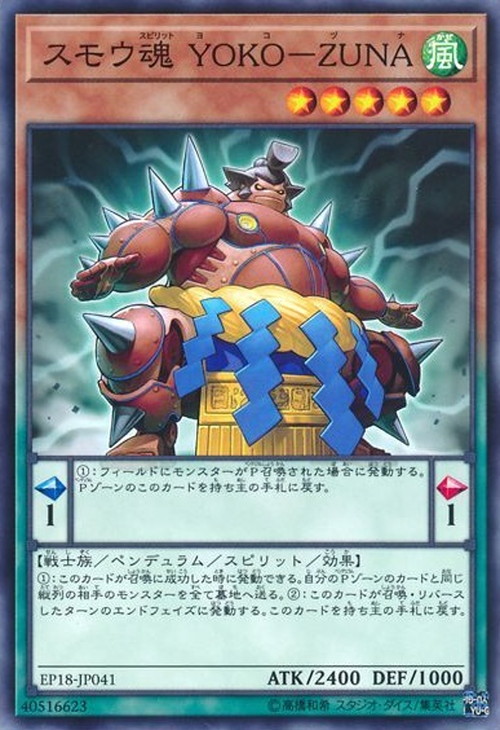 スモウ魂 YOKO－ZUNA 風
スピリット ヨコヅナ かぜ
①：フィールドにモンスターがP召喚された場合に発動する。
Pゾーンのこのカードを持ち主の手札に戻す。
1
1
【戦士族／ペンデュラム／スピリット／効果】
①：このカードが召喚に成功した時に発動できる。自分のPゾーンのカードと同じ
縦列の相手のモンスターを全て墓地へ送る。②：このカードが召喚・リバース
したターンのエンドフェイズに発動する。このカードを持ち主の手札に戻す。
EP18-JP041
ATK/2400 DEF/1000
40516623
©高橋和希 スタジオ・ダイス/集英社